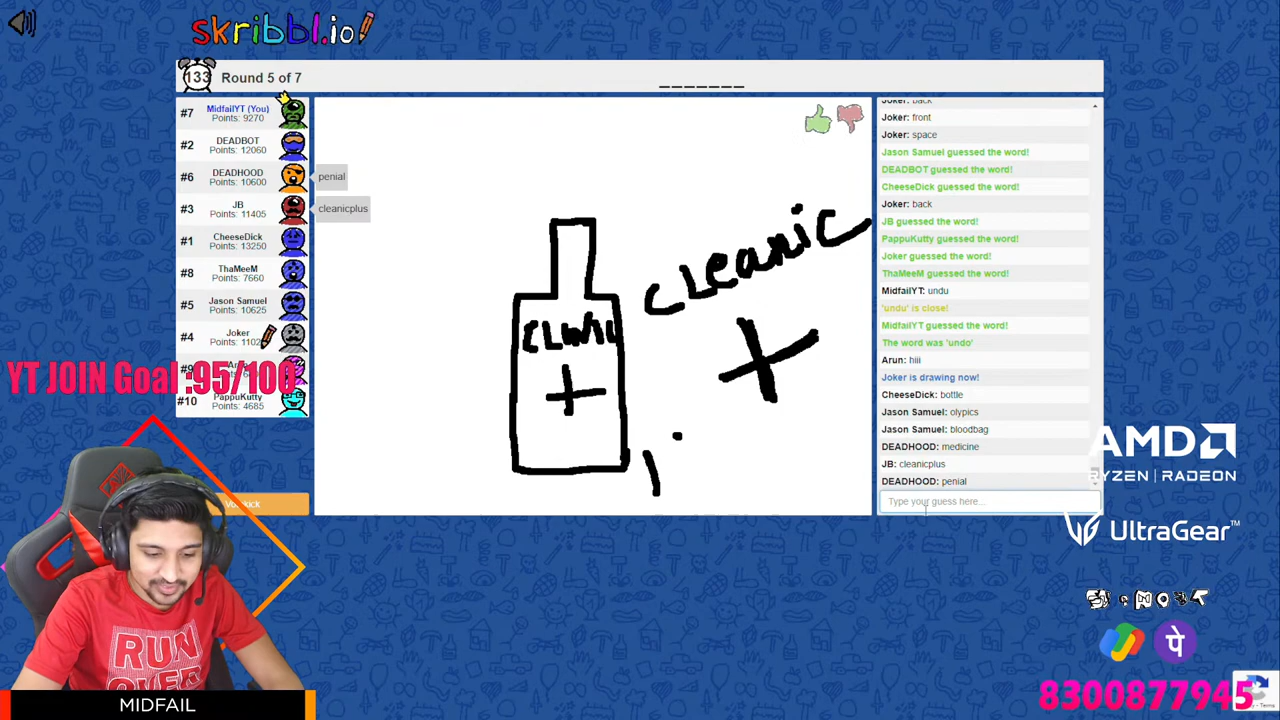 skribbl.io
133
Round 5 of 7
_______
#7
MidfailYT (You)
Points: 9270
#2
DEADBOT
Points: 12060
#6
DEADHOOD
Points: 10600
penial
#3
JB
Points: 11405
cleanicplus
#1
CheeseDick
Points: 13250
#8
ThaMeeM
Points: 7660
#5
Jason Samuel
Points: 10625
#4
Joker
#10
PappuKutty
Points: 4685
YT JOIN Goal :95/100
cleanic
+
+
Joker: back
Joker: front
Joker: space
Jason Samuel guessed the word!
DEADBOT guessed the word!
CheeseDick guessed the word!
Joker: back
JB guessed the word!
PappuKutty guessed the word!
Joker guessed the word!
ThaMeeM guessed the word!
MidfailYT: undu
'undu' is close!
MidfailYT guessed the word!
The word was 'undo'
Arun: hiii
Joker is drawing now!
CheeseDick: bottle
Jason Samuel: olypics
Jason Samuel: bloodbag
DEADHOOD: medicine
JB: cleanicplus
DEADHOOD: penial
Type your guess here...
AMD
RYZEN | RADEON
UltraGear™
पे
8300877945
RUN
OVER
MIDFAIL